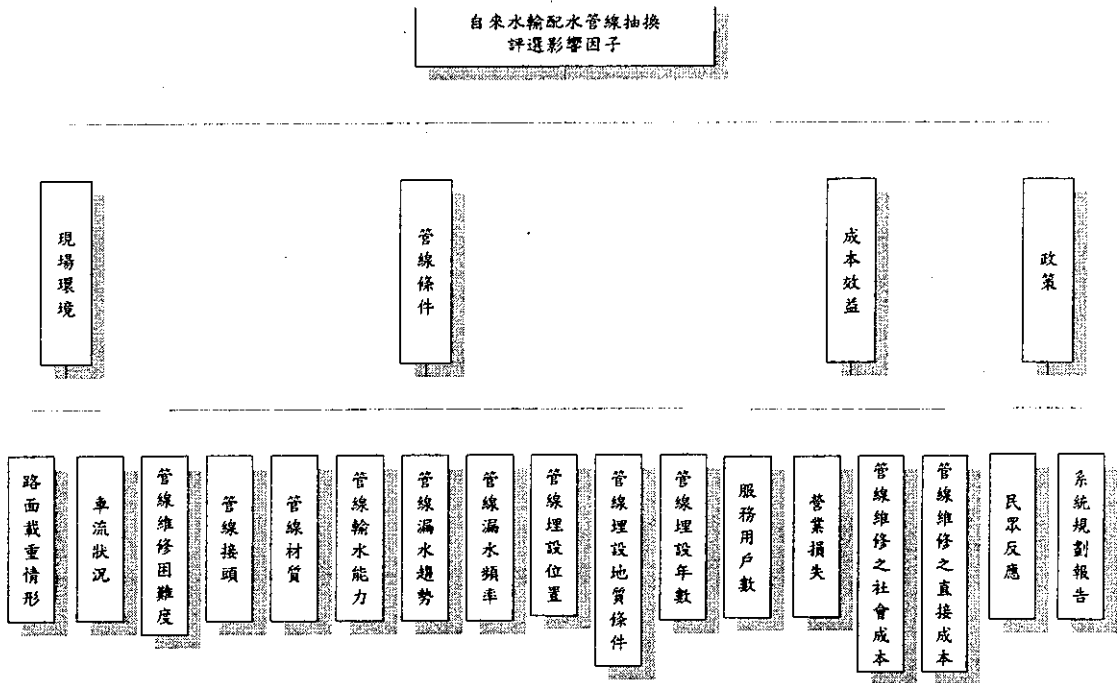 自來水輸配水管線抽換
評選影響因子
現場環境
管線條件
成本效益
政策
路面載重情形
車流狀況
管線維修困難度
管線接頭
管線材質
管線輸水能力
管線漏水趨勢
管線漏水頻率
管線埋設位置
管線埋設地質條件
管線埋設年數
服務用戶數
營業損失
管線維修之社會成本
管線維修之直接成本
民眾反應
系統規劃報告